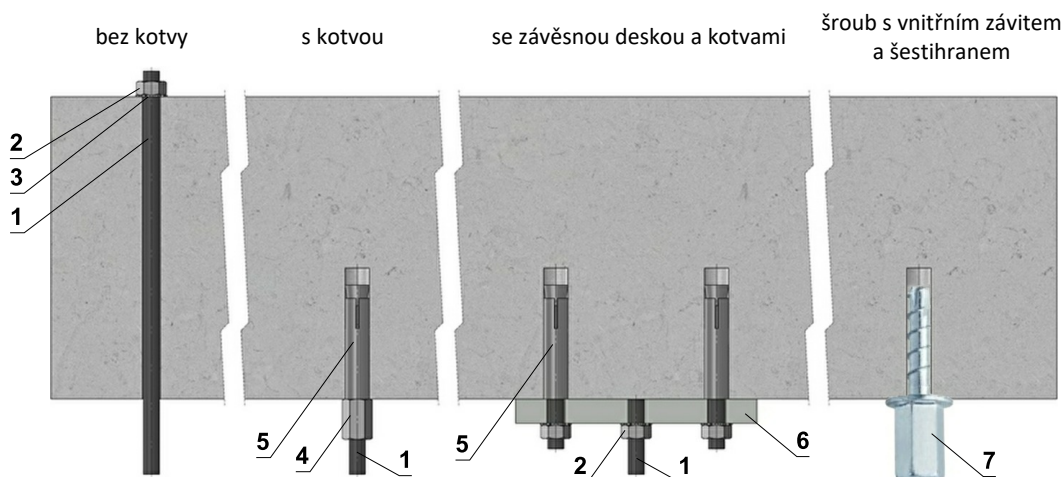 bez kotvy
s kotvou
se závěsnou deskou a kotvami
šroub s vnitřním závitem
a šestihranem
2
3
1
5
4
1
5
2
1
6
7